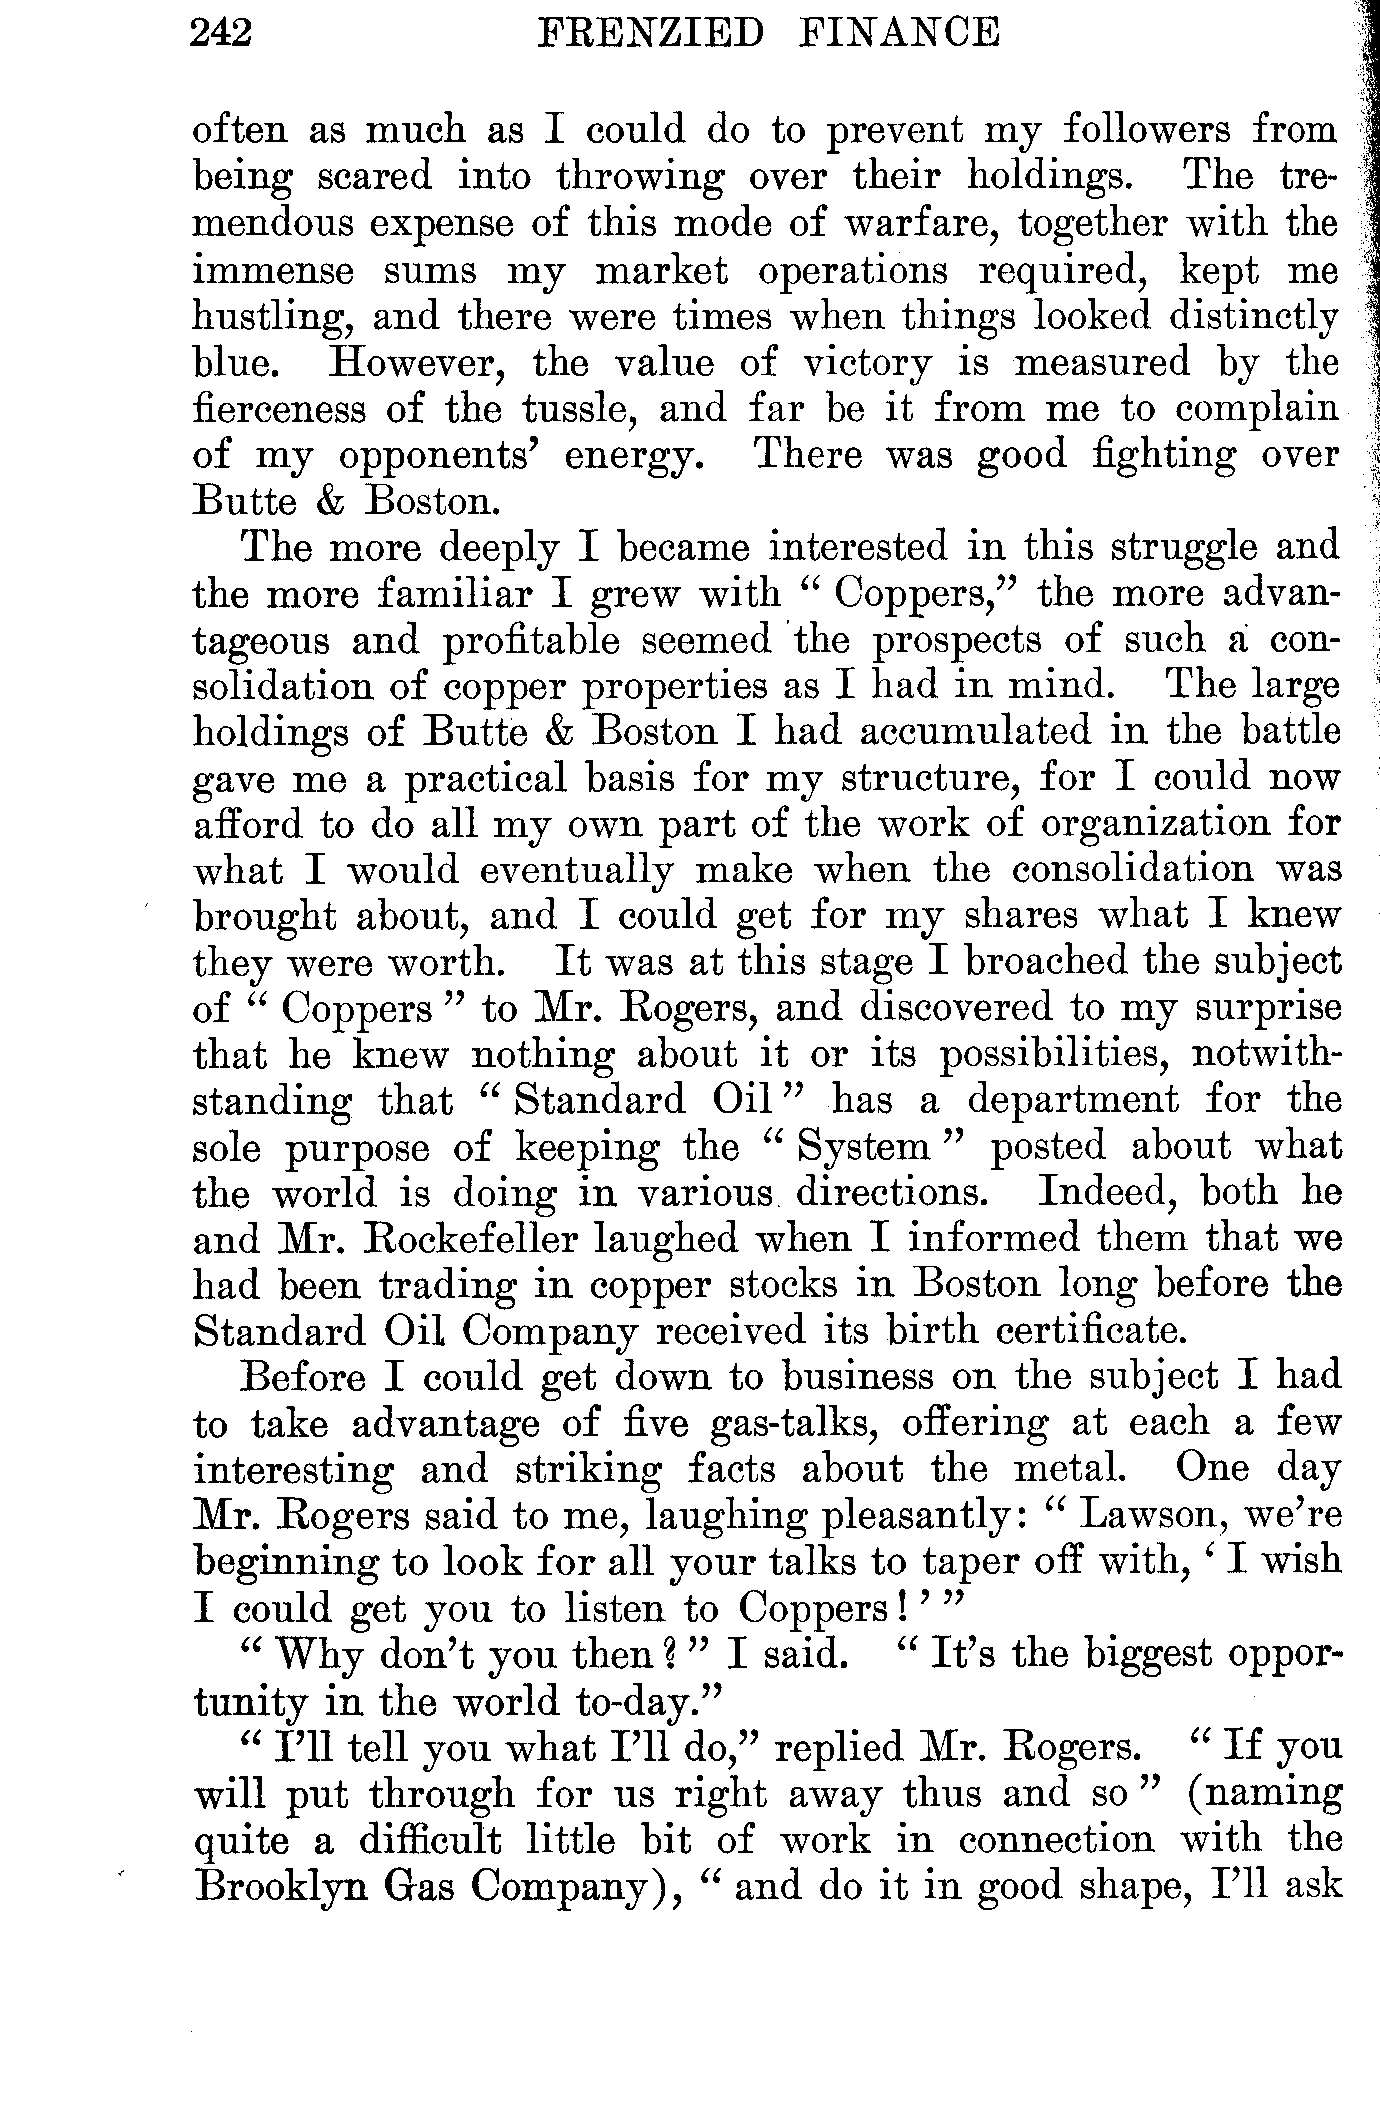 242 FRENZIED FINANCE
often as much as I could do to prevent my followers from
being scared into throwing over their holdings. The tre-
mendous expense of this mode of warfare, together with the
immense sums my market operations required, kept me
hustling, and there were times when things looked distinctly
blue. However, the value of victory is measured by the
fierceness of the tussle, and far be it from me to complain
of my opponents' energy. There was good fighting over
Butte & Boston.
The more deeply I became interested in this struggle and
the more familiar I grew with “ Coppers,” the more advan-
tageous and profitable seemed the prospects of such a con-
solidation of copper properties as I had in mind. The large
holdings of Butte & Boston I had accumulated in the battle
gave me a practical basis for my structure, for I could now
afford to do all my own part of the work of organization for
what I would eventually make when the consolidation was
brought about, and I could get for my shares what I knew
they were worth. It was at this stage I broached the subject
of “ Coppers ” to Mr. Rogers, and discovered to my surprise
that he knew nothing about it or its possibilities, notwith-
standing that “ Standard Oil ” has a department for the
sole purpose of keeping the “ System ” posted about what
the world is doing in various directions. Indeed, both he
and Mr. Rockefeller laughed when I informed them that we
had been trading in copper stocks in Boston long before the
Standard Oil Company received its birth certificate.
Before I could get down to business on the subject I had
to take advantage of five gas-talks, offering at each a few
interesting and striking facts about the metal. One day
Mr. Rogers said to me, laughing pleasantly: “ Lawson, we’re
beginning to look for all your talks to taper off with, ‘ I wish
I could get you to listen to Coppers! ’ ”
“ Why don’t you then? ” I said. “ It’s the biggest oppor-
tunity in the world to-day.”
“ I’ll tell you what I’ll do,” replied Mr. Rogers. “ If you
will put through for us right away thus and so ” (naming
quite a difficult little bit of work in connection with the
Brooklyn Gas Company), “ and do it in good shape, I’ll ask